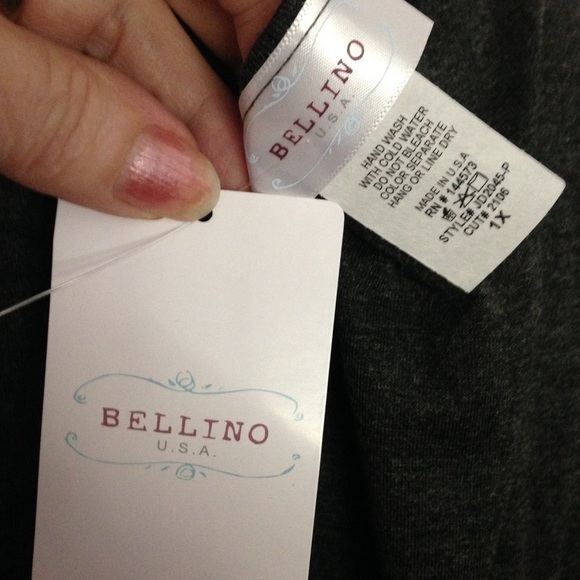 BELLINO
U.S.A.
HAND WASH
WITH COLD WATER
DO NOT BLEACH
COLOR SEPARATE
HANG OR LINE DRY
MADE IN U.S.A
RN # 144573
STYLE# JD2045-P
CUT# 2106
1X
BELLINO
U.S.A.